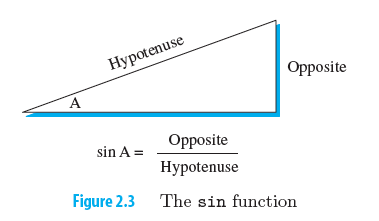 Hypotenuse
Opposite
A
sin A = Opposite
Hypotenuse
Figure 2.3 The sin function